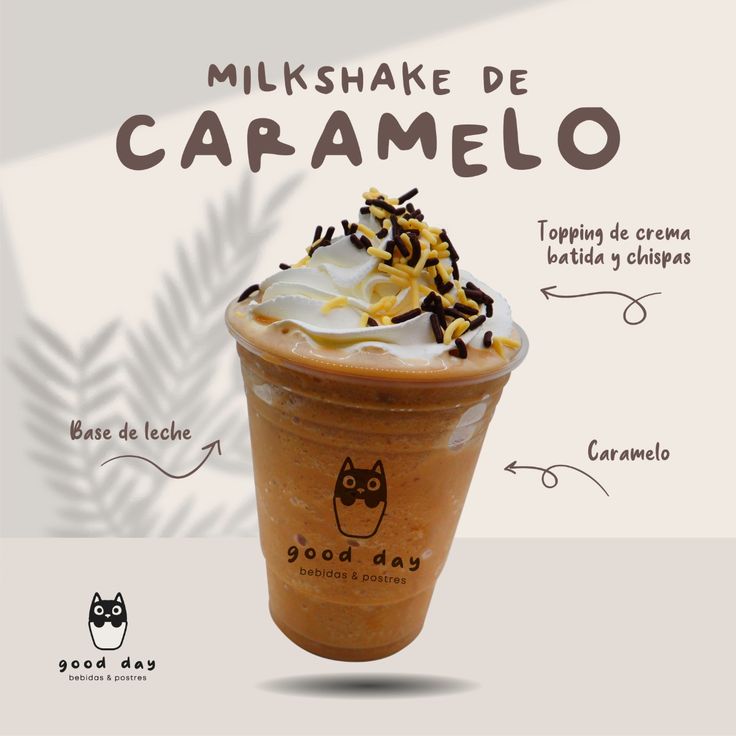 MILKSHAKE DE
CARAMELO
Topping de crema
batida y chispas
Base de leche
Caramelo
good day
bebidas & postres
good day
bebidas & postres